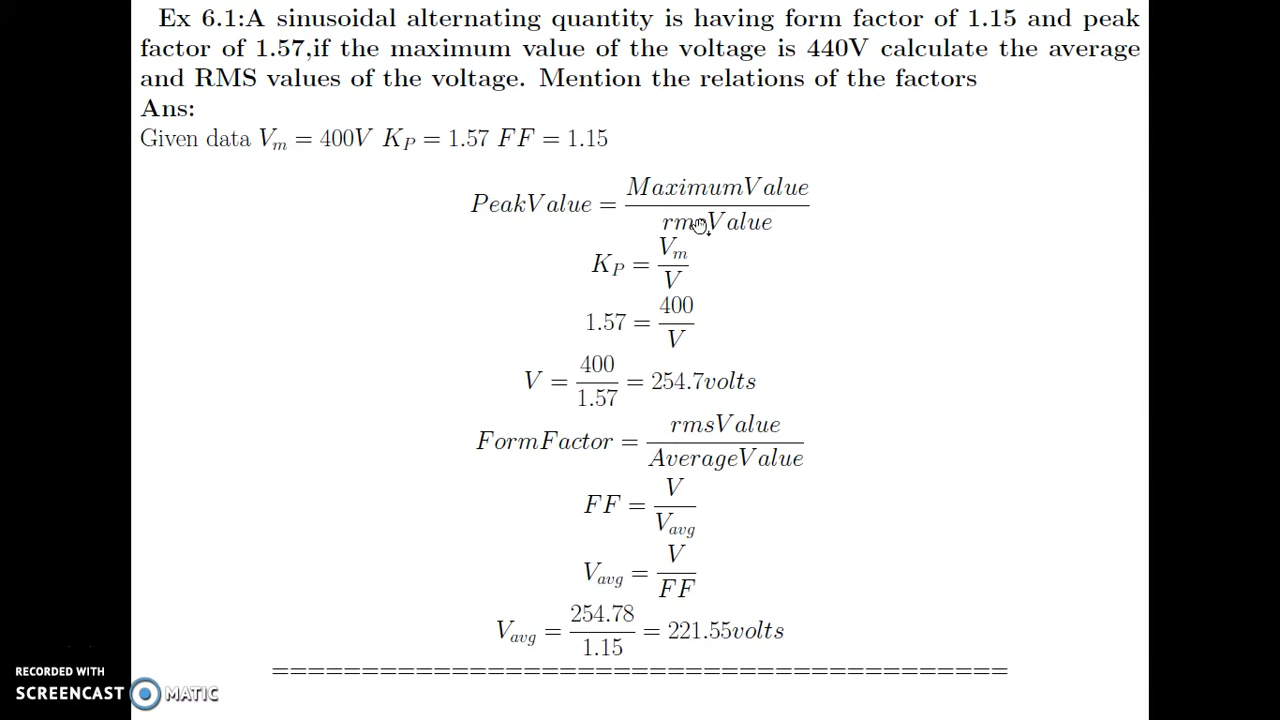 Ex 6.1:A sinusoidal alternating quantity is having form factor of 1.15 and peak
factor of 1.57,if the maximum value of the voltage is 440V calculate the average
and RMS values of the voltage. Mention the relations of the factors
Ans:
Given data V_m = 400V K_P = 1.57 FF = 1.15
PeakValue = MaximumValue / rmsValue
K_P = V_m / V
1.57 = 400 / V
V = 400 / 1.57 = 254.7volts
FormFactor = rmsValue / AverageValue
FF = V / V_avg
V_avg = V / FF
V_avg = 254.78 / 1.15 = 221.55volts
==========================================
RECORDED WITH
SCREENCAST MATIC